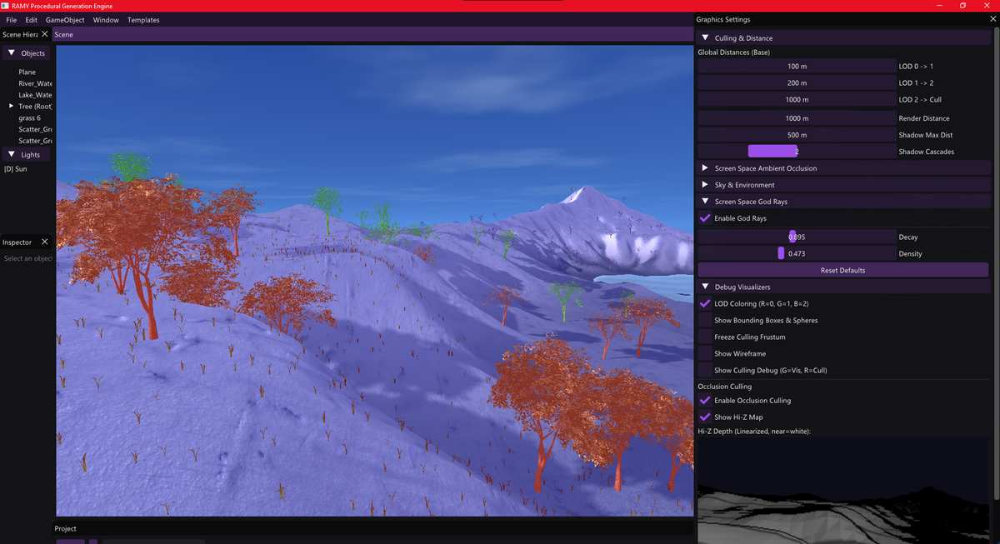 RAMY Procedural Generation Engine
File Edit GameObject Window Templates
Scene Hiera
Objects
Plane
River_Wate
Lake_Wate
Tree (Root)
grass 6
Scatter_Gr
Scatter_Gr
Lights
[D] Sun
Inspector
Select an objec
Scene
Project
Graphics Settings
Culling & Distance
Global Distances (Base)
100 m LOD 0 -> 1
200 m LOD 1 -> 2
1000 m LOD 2 -> Cull
1000 m Render Distance
500 m Shadow Max Dist
2 Shadow Cascades
Screen Space Ambient Occlusion
Sky & Environment
Screen Space God Rays
Enable God Rays
0.895 Decay
0.473 Density
Reset Defaults
Debug Visualizers
LOD Coloring (R=0, G=1, B=2)
Show Bounding Boxes & Spheres
Freeze Culling Frustum
Show Wireframe
Show Culling Debug (G=Vis, R=Cull)
Occlusion Culling
Enable Occlusion Culling
Show Hi-Z Map
Hi-Z Depth (Linearized, near=white):